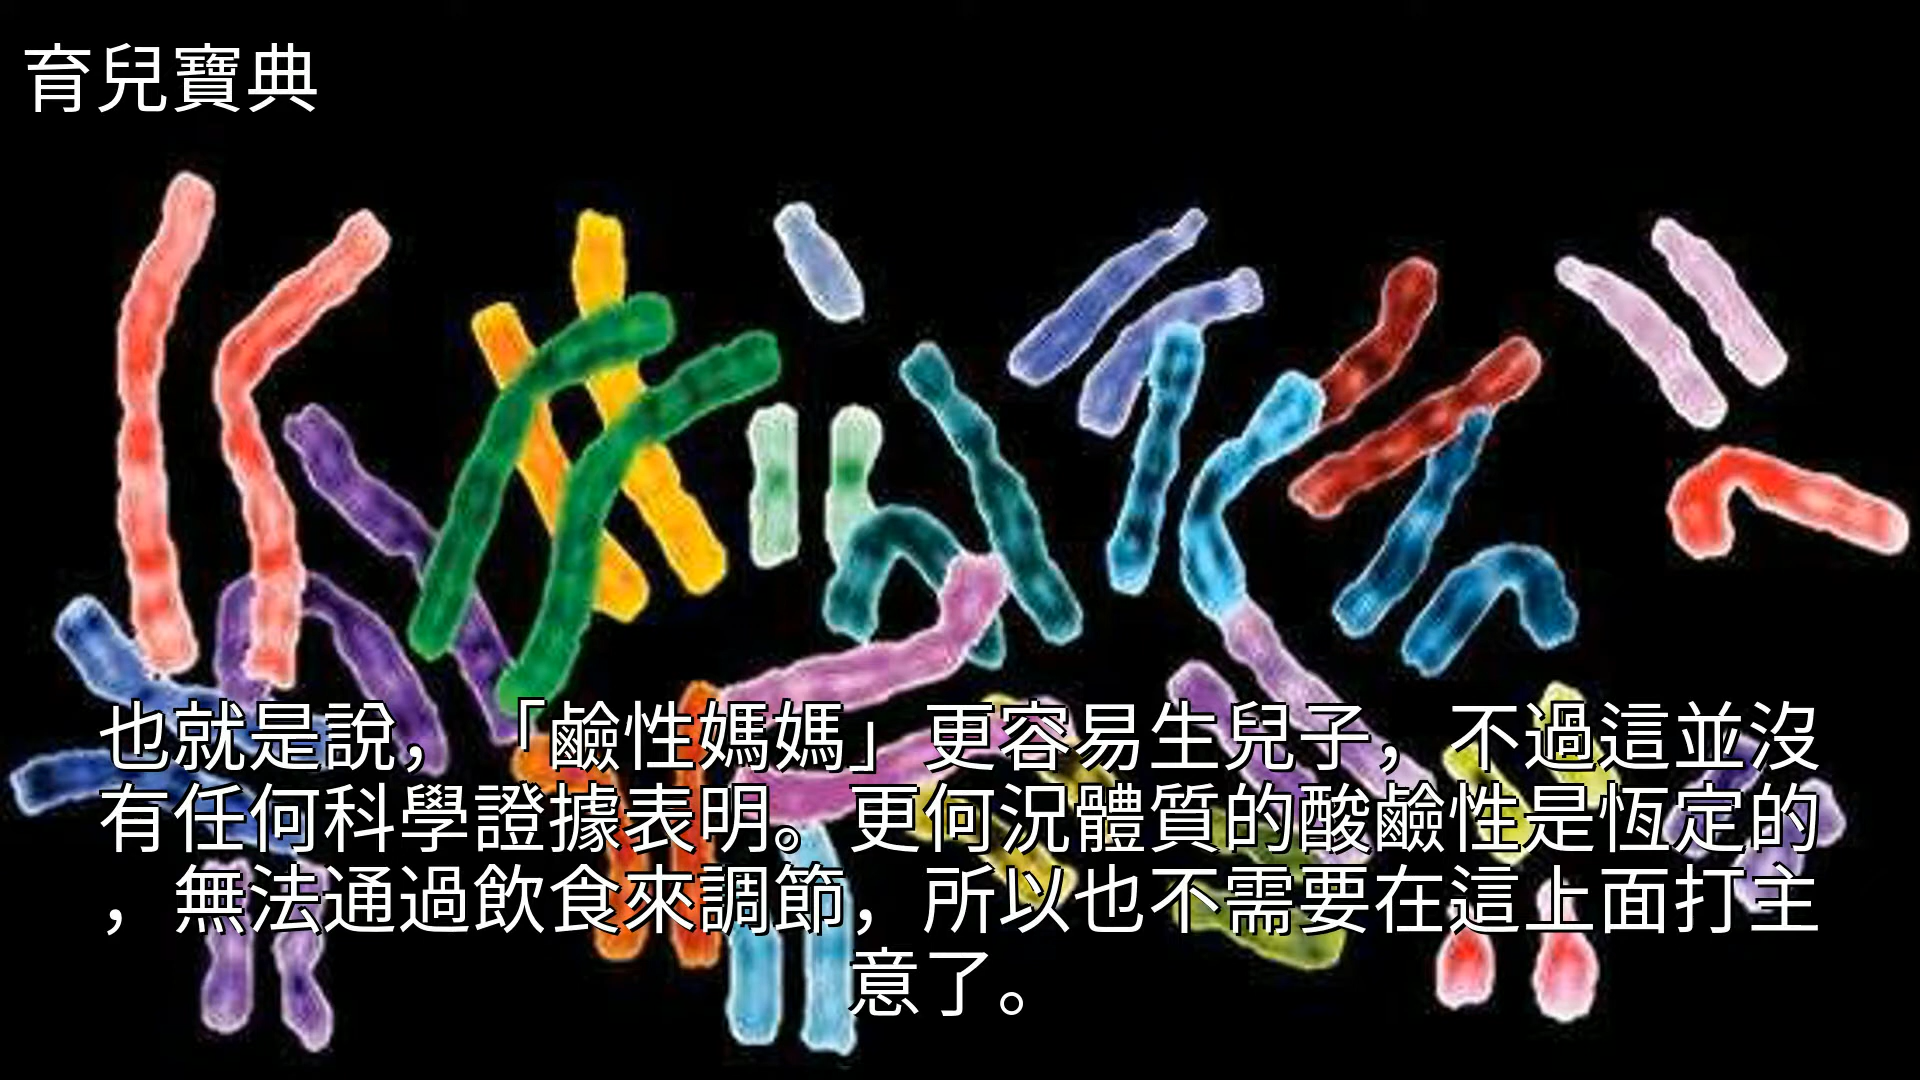 育兒寶典
也就是說，「鹼性媽媽」更容易生兒子，不過這並沒
有任何科學證據表明。更何況體質的酸鹼性是恆定的
，無法通過飲食來調節，所以也不需要在這上面打主
意了。